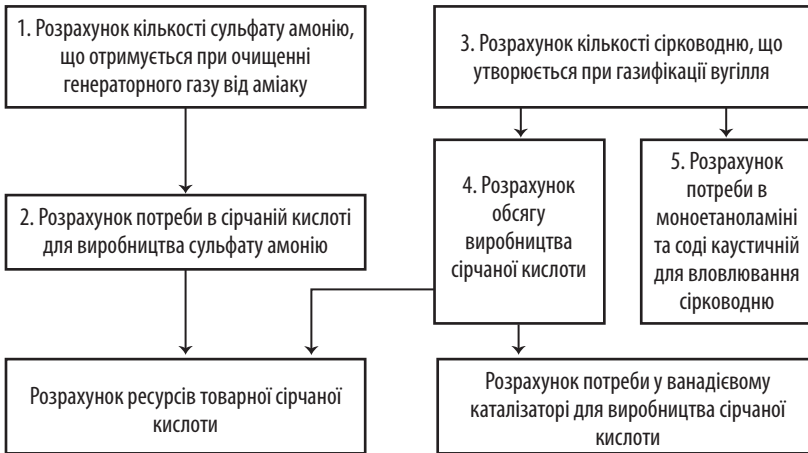 1. Розрахунок кількості сульфату амонію,
що отримується при очищенні
генераторного газу від аміаку
3. Розрахунок кількості сірководню, що
утворюється при газифікації вугілля
2. Розрахунок потреби в сірчаній кислоті
для виробництва сульфату амонію
4. Розрахунок
обсягу
виробництва
сірчаної кислоти
5. Розрахунок
потреби в
моноетаноламіні
та соді каустичній
для вловлювання
сірководню
Розрахунок ресурсів товарної сірчаної
кислоти
Розрахунок потреби у ванадієвому
каталізаторі для виробництва сірчаної
кислоти